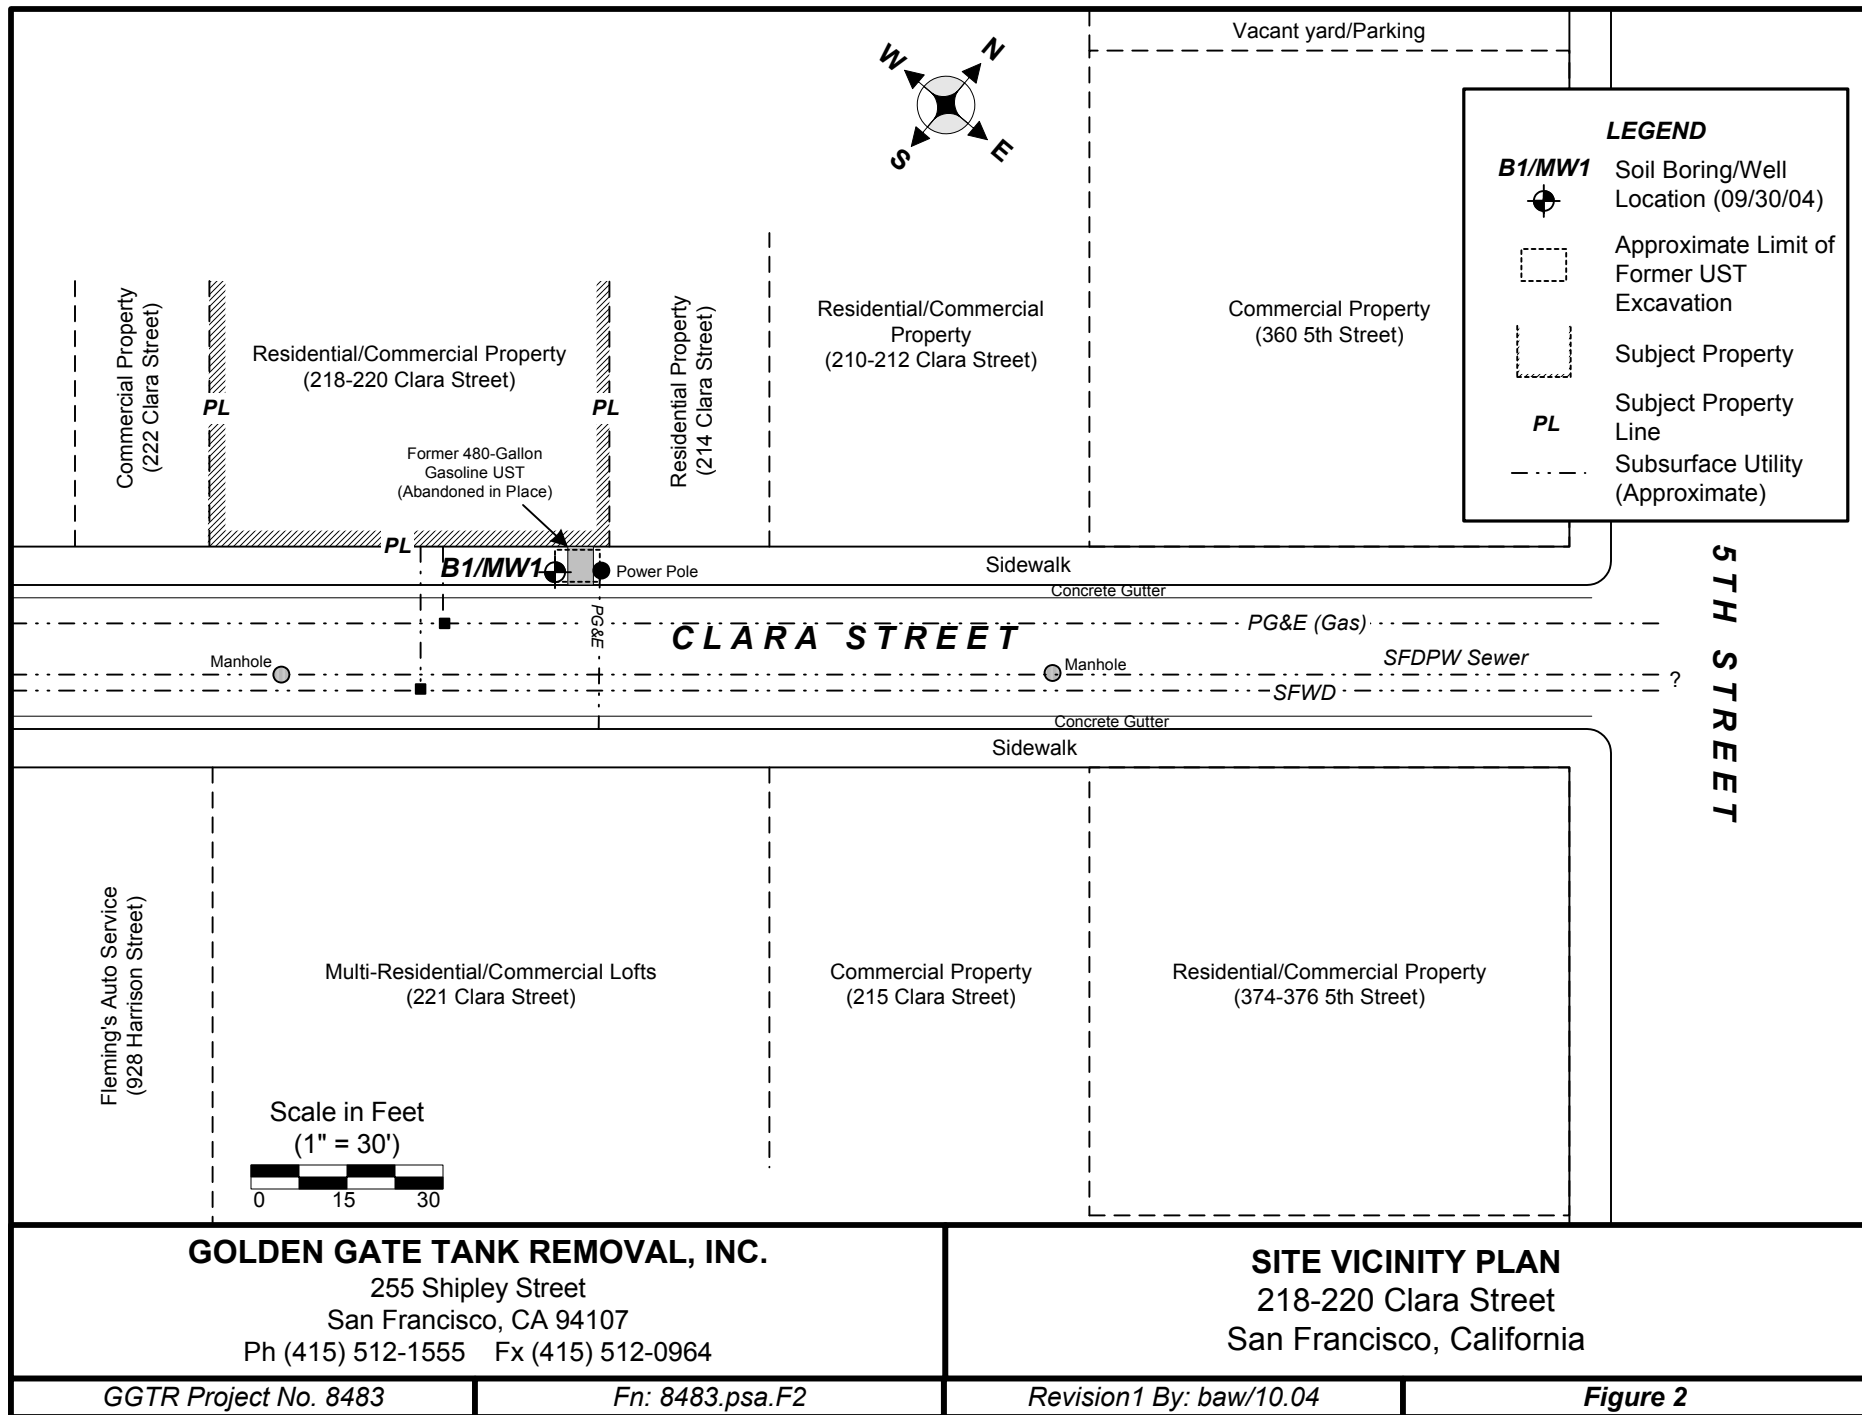 Vacant yard/Parking
W
N
S
E
LEGEND
B1/MW1
Soil Boring/Well
Location (09/30/04)
Approximate Limit of
Former UST
Excavation
Subject Property
PL
Subject Property
Line
Subsurface Utility
(Approximate)
Commercial Property
(222 Clara Street)
Residential/Commercial Property
(218-220 Clara Street)
PL
PL
Residential Property
(214 Clara Street)
Residential/Commercial
Property
(210-212 Clara Street)
Commercial Property
(360 5th Street)
Former 480-Gallon
Gasoline UST
(Abandoned in Place)
PL
B1/MW1
Power Pole
Sidewalk
Concrete Gutter
PG&E
CLARA STREET
PG&E (Gas)
Manhole
Manhole
SFDPW Sewer
SFWD
?
5TH STREET
Concrete Gutter
Sidewalk
Fleming's Auto Service
(928 Harrison Street)
Multi-Residential/Commercial Lofts
(221 Clara Street)
Commercial Property
(215 Clara Street)
Residential/Commercial Property
(374-376 5th Street)
Scale in Feet
(1" = 30')
0 15 30
GOLDEN GATE TANK REMOVAL, INC.
255 Shipley Street
San Francisco, CA 94107
Ph (415) 512-1555 Fx (415) 512-0964
SITE VICINITY PLAN
218-220 Clara Street
San Francisco, California
GGTR Project No. 8483
Fn: 8483.psa.F2
Revision1 By: baw/10.04
Figure 2